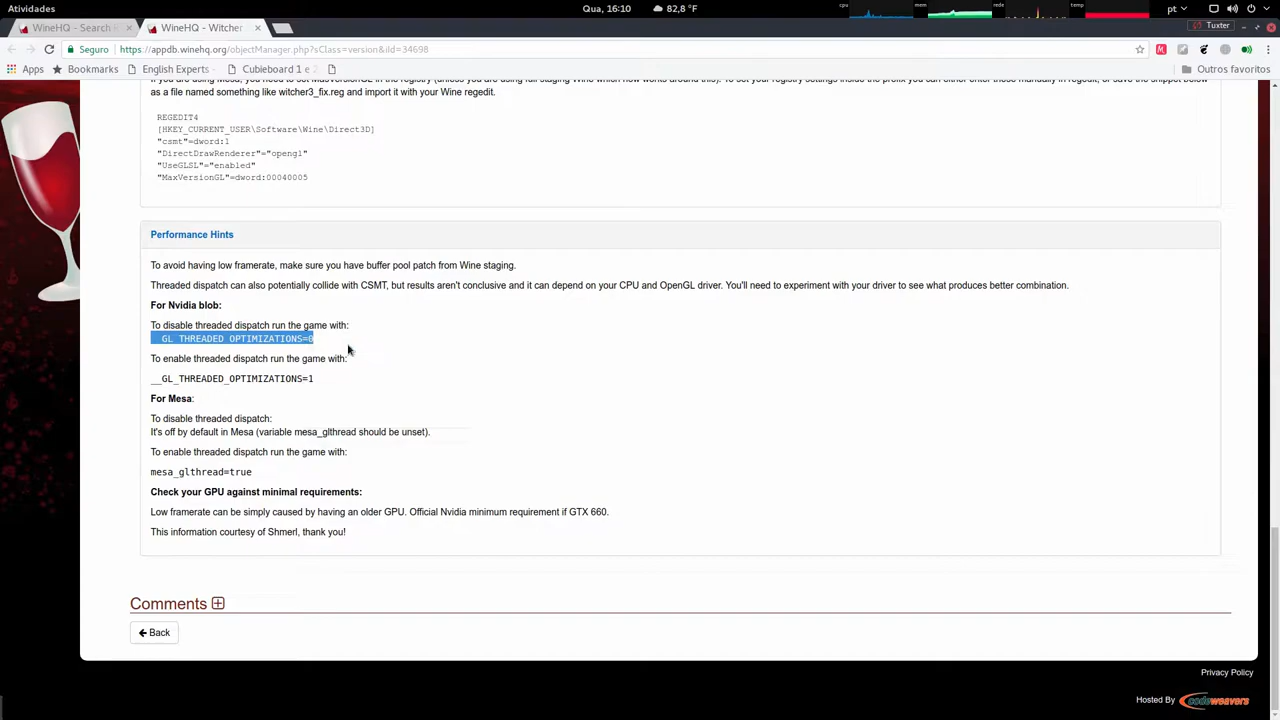 Atividades
Qua, 16:10
82,8 °F
cpu
mem
rede
temp
pt
WineHQ - Search R
WineHQ - Witcher
Tuxter
Seguro
https://appdb.winehq.org/objectManager.php?sClass=version&iId=34698
Apps
Bookmarks
English Experts
Cubieboard 1 e 2
Outros favoritos
as a file named something like witcher3_fix.reg and import it with your Wine regedit.
REGEDIT4
[HKEY_CURRENT_USER\Software\Wine\Direct3D]
"csmt"=dword:1
"DirectDrawRenderer"="opengl"
"UseGLSL"="enabled"
"MaxVersionGL"=dword:00040005
Performance Hints
To avoid having low framerate, make sure you have buffer pool patch from Wine staging.
Threaded dispatch can also potentially collide with CSMT, but results aren't conclusive and it can depend on your CPU and OpenGL driver. You'll need to experiment with your driver to see what produces better combination.
For Nvidia blob:
To disable threaded dispatch run the game with:
__GL_THREADED_OPTIMIZATIONS=0
To enable threaded dispatch run the game with:
__GL_THREADED_OPTIMIZATIONS=1
For Mesa:
To disable threaded dispatch:
It's off by default in Mesa (variable mesa_glthread should be unset).
To enable threaded dispatch run the game with:
mesa_glthread=true
Check your GPU against minimal requirements:
Low framerate can be simply caused by having an older GPU. Official Nvidia minimum requirement if GTX 660.
This information courtesy of Shmerl, thank you!
Comments
Back
Privacy Policy
Hosted By codeweavers